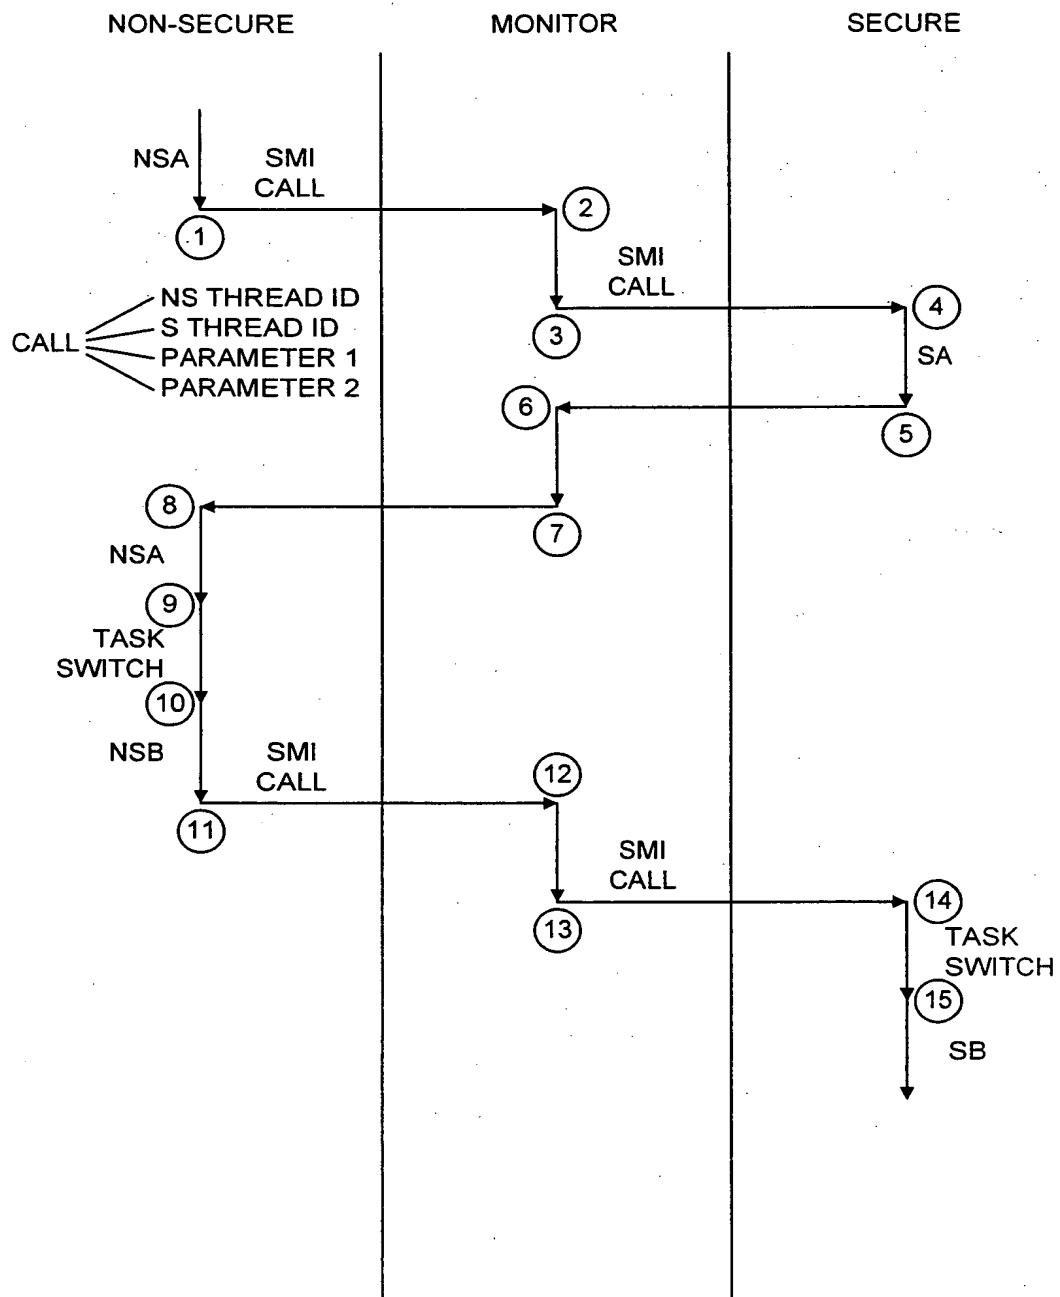 NON-SECURE
MONITOR
SECURE
NSA
SMI
CALL
1
2
SMI
CALL
3
4
NS THREAD ID
CALL
S THREAD ID
PARAMETER 1
PARAMETER 2
SA
6
5
8
7
NSA
9
TASK
SWITCH
10
NSB
SMI
CALL
12
11
SMI
CALL
13
14
TASK
SWITCH
15
SB